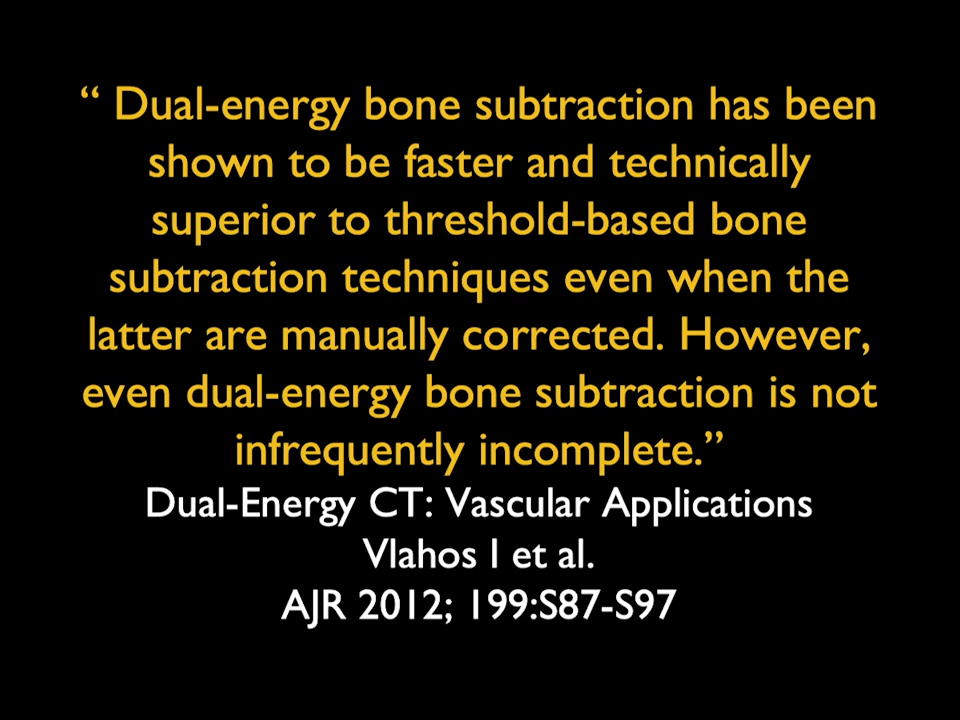 “ Dual-energy bone subtraction has been
shown to be faster and technically
superior to threshold-based bone
subtraction techniques even when the
latter are manually corrected. However,
even dual-energy bone subtraction is not
infrequently incomplete.”
Dual-Energy CT: Vascular Applications
Vlahos I et al.
AJR 2012; 199:S87-S97